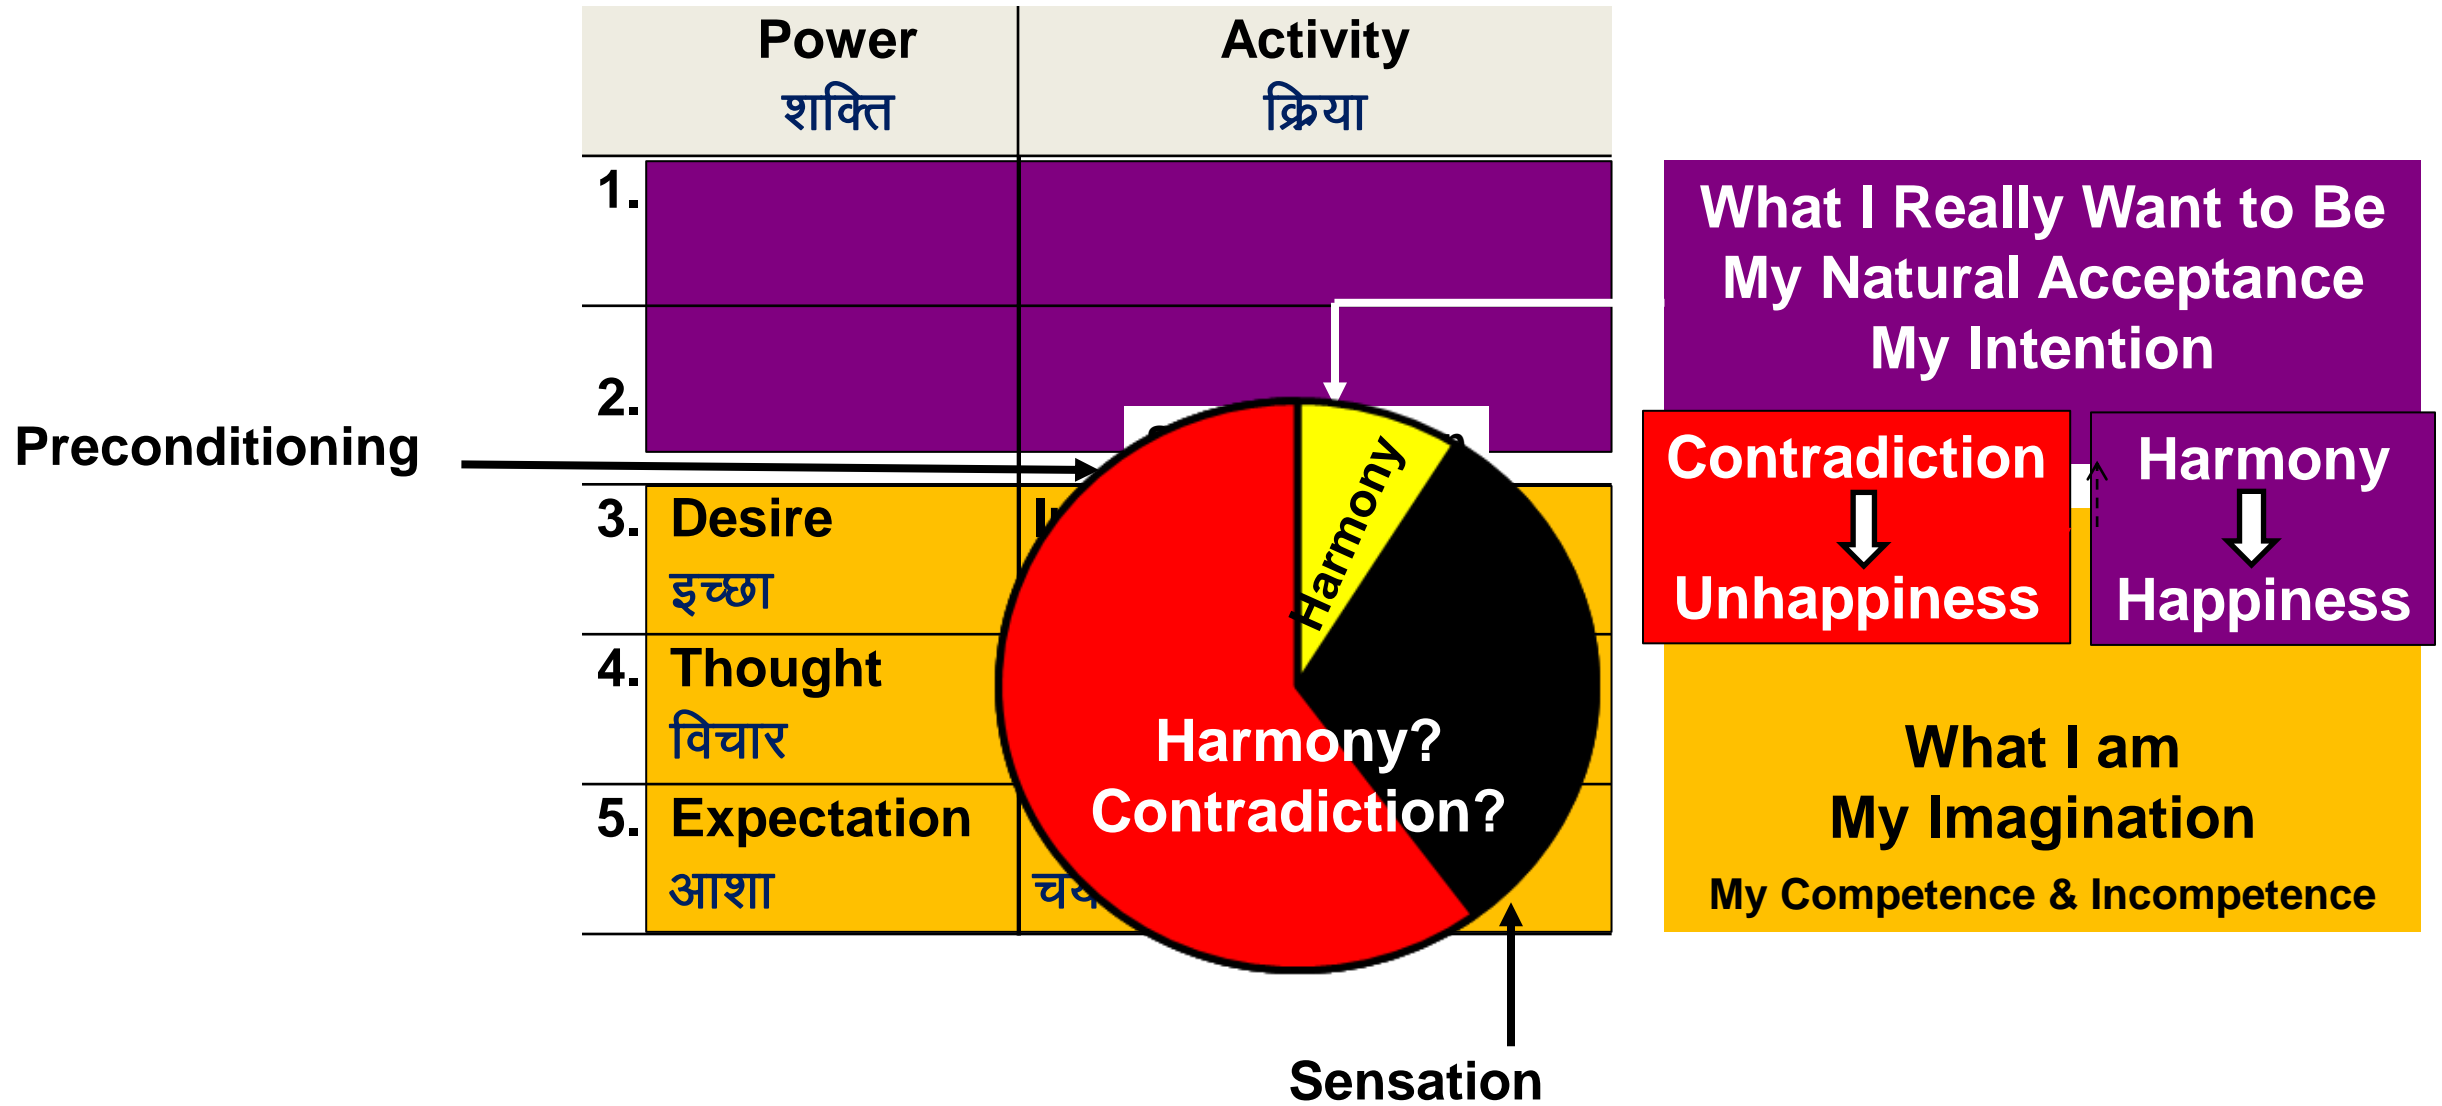 Power
शक्ति
Activity
क्रिया
1.
2.
3. Desire
इच्छा
4. Thought
विचार
5. Expectation
आशा
Preconditioning
Harmony
Harmony?
Contradiction?
Sensation
What I Really Want to Be
My Natural Acceptance
My Intention
Contradiction
Unhappiness
Harmony
Happiness
What I am
My Imagination
My Competence & Incompetence